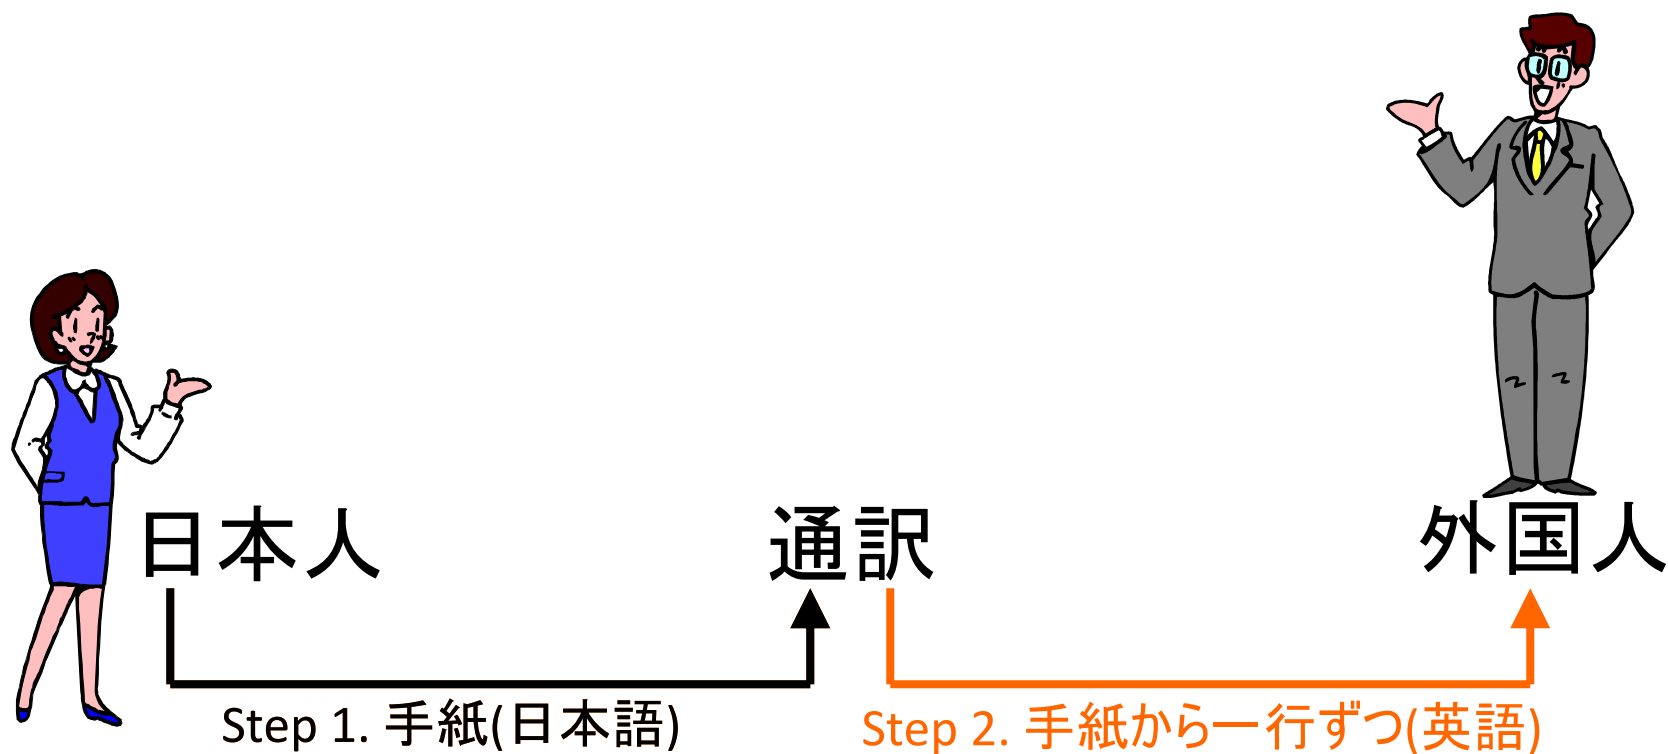 日本人
通訳
外国人
Step 1. 手紙(日本語)
Step 2. 手紙から一行ずつ(英語)